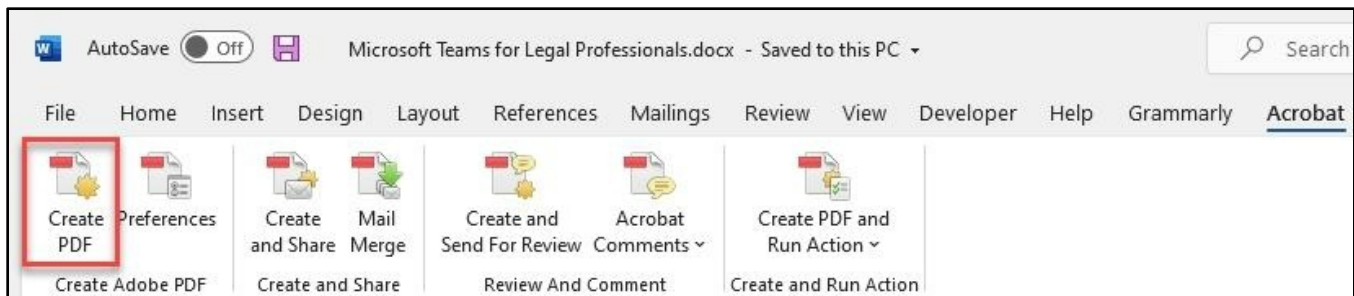 W AutoSave Off Microsoft Teams for Legal Professionals.docx - Saved to this PC Search
File Home Insert Design Layout References Mailings Review View Developer Help Grammarly Acrobat
Create PDF
Preferences
Create and Share
Mail Merge
Create and Send For Review
Acrobat Comments
Create PDF and Run Action
Create Adobe PDF Create and Share Review And Comment Create and Run Action